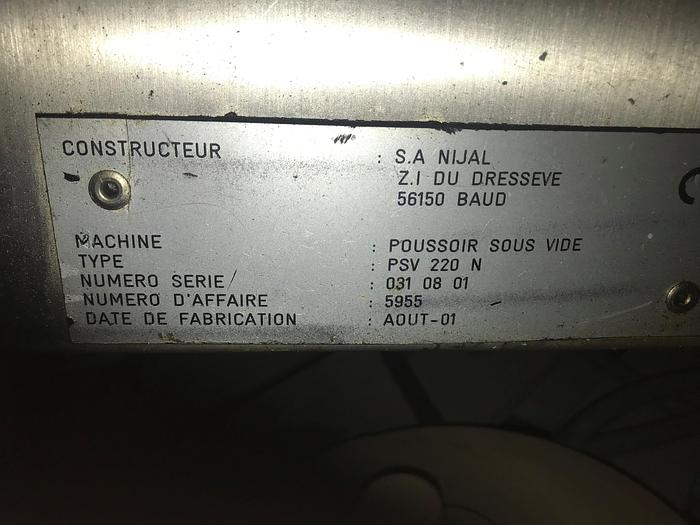 CONSTRUCTEUR : S.A NIJAL
Z.I DU DRESSEVE
56150 BAUD
MACHINE : POUSSOIR SOUS VIDE
TYPE : PSV 220 N
NUMERO SERIE : 031 08 01
NUMERO D'AFFAIRE : 5955
DATE DE FABRICATION : AOUT-01